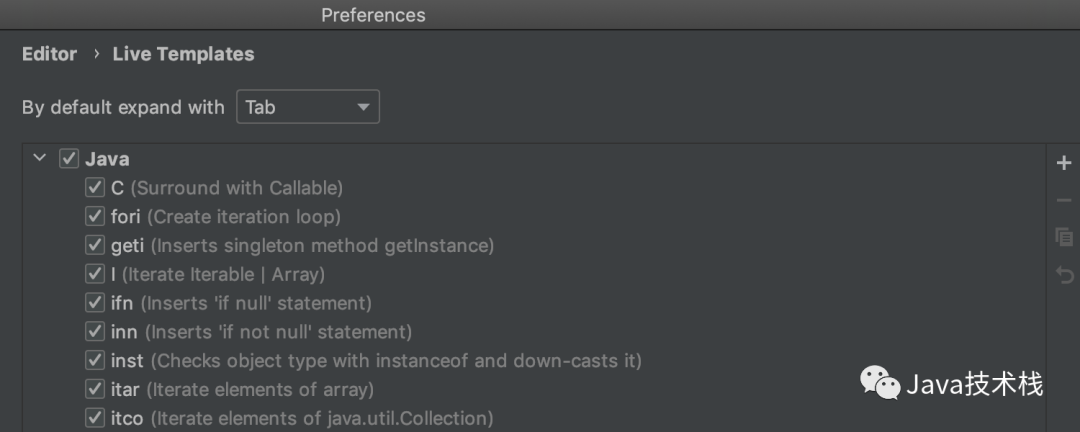 Preferences
Editor › Live Templates
By default expand with Tab
Java
C (Surround with Callable)
fori (Create iteration loop)
geti (Inserts singleton method getInstance)
I (Iterate Iterable | Array)
ifn (Inserts 'if null' statement)
inn (Inserts 'if not null' statement)
inst (Checks object type with instanceof and down-casts it)
itar (Iterate elements of array)
itco (Iterate elements of java.util.Collection)
Java技术栈